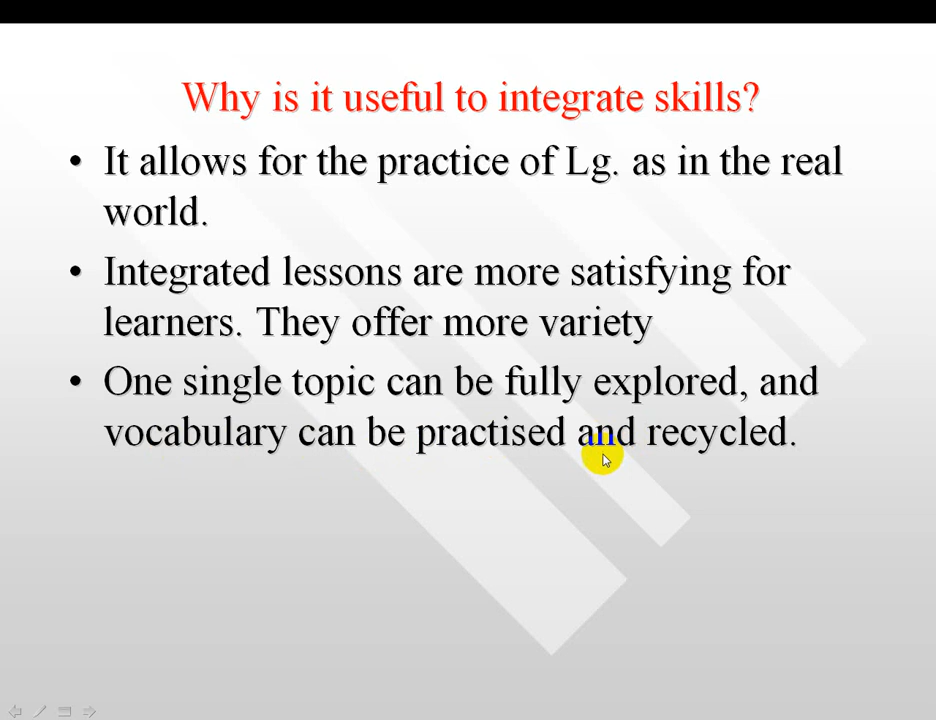 Why is it useful to integrate skills?
• It allows for the practice of Lg. as in the real
world.
• Integrated lessons are more satisfying for
learners. They offer more variety
• One single topic can be fully explored, and
vocabulary can be practised and recycled.